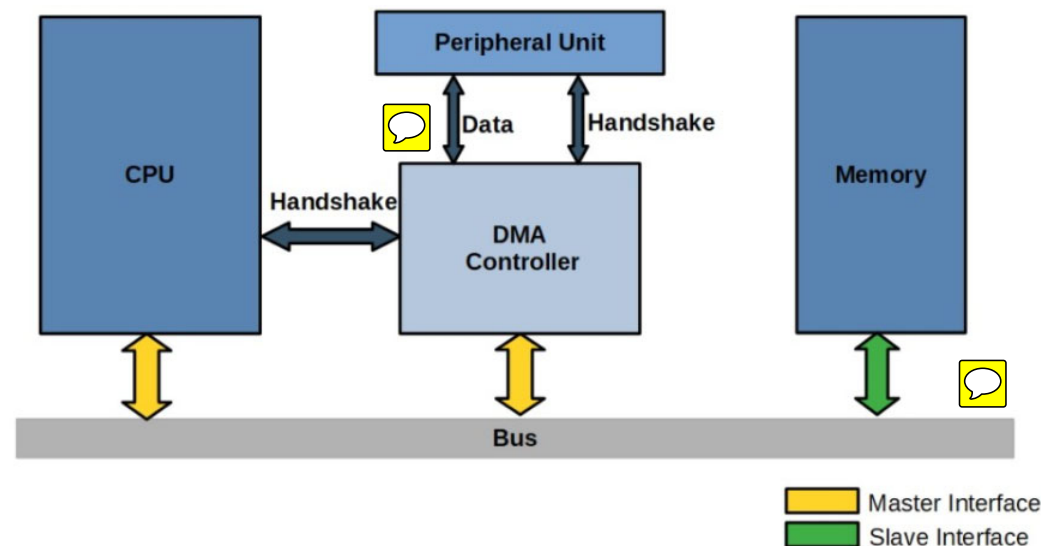 Peripheral Unit
Data
Handshake
CPU
Memory
Handshake
DMA
Controller
Bus
Master Interface
Slave Interface